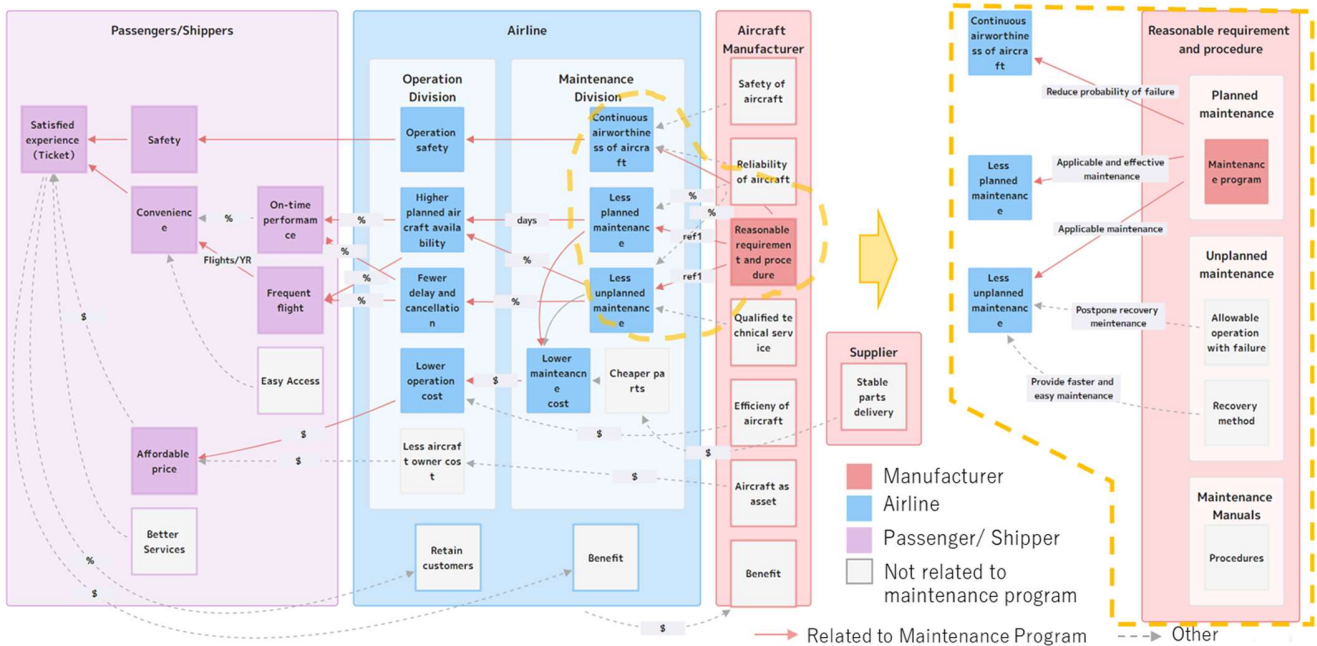 Passengers/Shippers
Satisfied
experience
(Ticket)
Safety
Convenienc
e
On-time
performam
ce
Frequent
flight
Easy Access
Affordable
price
Better
Services
%
Flights/YR
$
%
$
Airline
Operation
Division
Operation
safety
Higher
planned air
craft avaia
bility
Fewer
delay and
cancellatio
n
Lower
operation
cost
Less aircraf
t owner cos
t
Retain
customers
%
%
%
%
$
$
Maintenance
Division
Continuous
airworthine
ss of aircra
ft
Less
planned
maintenanc
e
Less
unplanned
maintenanc
e
Lower
mainteancn
e
cost
Cheaper pa
rts
Benefit
days
%
%
$
$
$
$
Aircraft
Manufacturer
Safety of
aircraft
Reliability
of aircraft
Reasonable
requiremen
t and proce
dure
Qualified te
chnical serv
ice
Efficieny of
aircraft
Aircraft as
asset
Benefit
%
%
ref1
ref1
$
Supplier
Stable
parts
delivery
Manufacturer
Airline
Passenger/ Shipper
Not related to
maintenance program
Related to Maintenance Program
Other
Continuous
airworthine
ss of aircra
ft
Less
planned
maintenanc
e
Less
unplanned
maintenanc
e
Reduce probability of failure
Applicable and effective
maintenance
Applicable maintenance
Postpone recovery
meintenance
Provide faster and
easy maintenance
Reasonable requirement
and procedure
Planned
maintenance
Maintenanc
e program
Unplanned
maintenance
Allowable
operation
with failure
Recovery
method
Maintenance
Manuals
Procedures